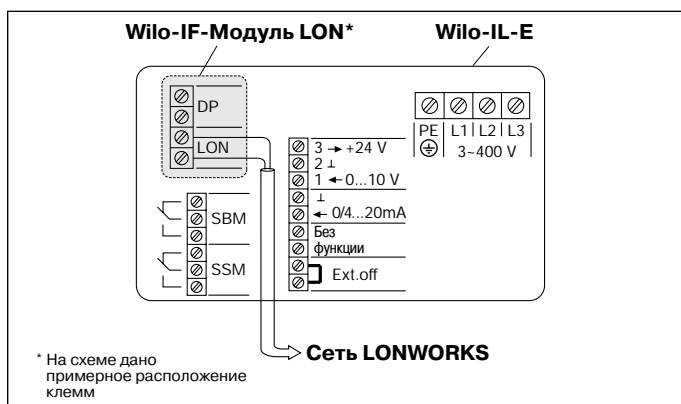 Wilo-IF-Модуль LON*
Wilo-IL-E
DP
LON
PE L1 L2 L3
3~400 V
3 → +24 V
2 ⊥
1 ← 0...10 V
⊥
← 0/4...20mA
Без
функции
Ext.off
SBM
SSM
Сеть LONWORKS
* На схеме дано
примерное расположение
клемм